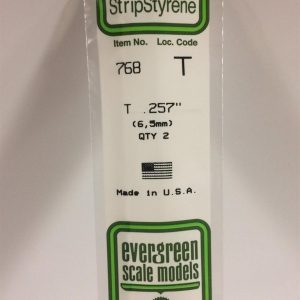 StripStyrene
Item No. Loc. Code
768 T
T .257"
(6,5mm)
QTY 2
Made in U.S.A.
evergreen
scale models